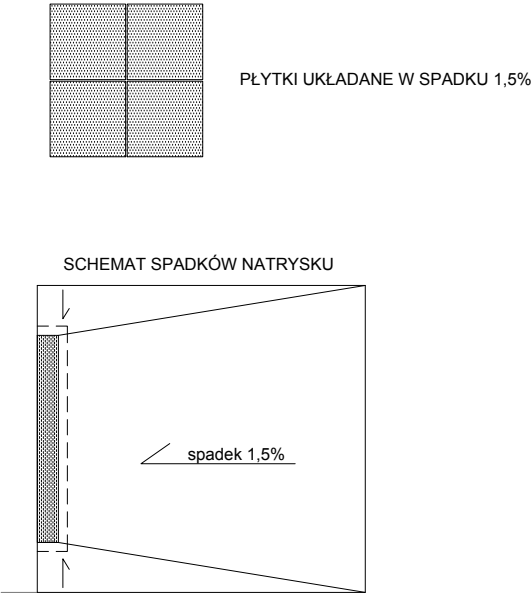 PŁYTKI UKŁADANE W SPADKU 1,5%
SCHEMAT SPADKÓW NATRYSKU
spadek 1,5%